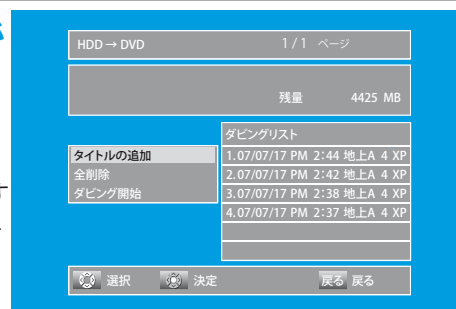 HDD → DVD 1 / 1 ページ
残量 4425 MB
ダビングリスト
タイトルの追加
全削除
ダビング開始
1.07/07/17 PM 2:44 地上A 4 XP
2.07/07/17 PM 2:42 地上A 4 XP
3.07/07/17 PM 2:38 地上A 4 XP
4.07/07/17 PM 2:37 地上A 4 XP
選択 決定 戻る 戻る
す